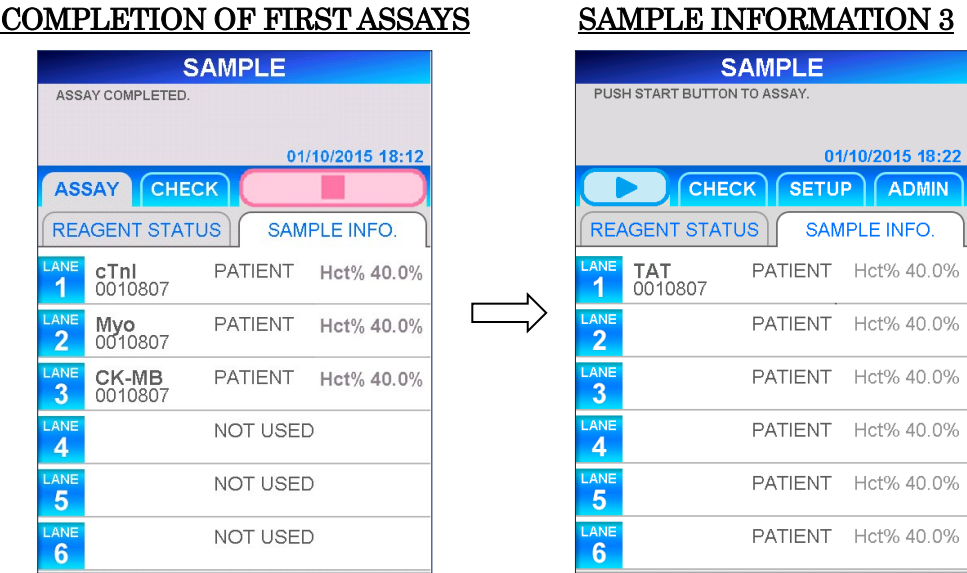 COMPLETION OF FIRST ASSAYS
SAMPLE
ASSAY COMPLETED.
01/10/2015 18:12
ASSAY CHECK
REAGENT STATUS SAMPLE INFO.
LANE 1 cTnI PATIENT Hct% 40.0%
0010807
LANE 2 Myo PATIENT Hct% 40.0%
0010807
LANE 3 CK-MB PATIENT Hct% 40.0%
0010807
LANE 4 NOT USED
LANE 5 NOT USED
LANE 6 NOT USED
SAMPLE INFORMATION 3
SAMPLE
PUSH START BUTTON TO ASSAY.
01/10/2015 18:22
CHECK SETUP ADMIN
REAGENT STATUS SAMPLE INFO.
LANE 1 TAT PATIENT Hct% 40.0%
0010807
LANE 2 PATIENT Hct% 40.0%
LANE 3 PATIENT Hct% 40.0%
LANE 4 PATIENT Hct% 40.0%
LANE 5 PATIENT Hct% 40.0%
LANE 6 PATIENT Hct% 40.0%